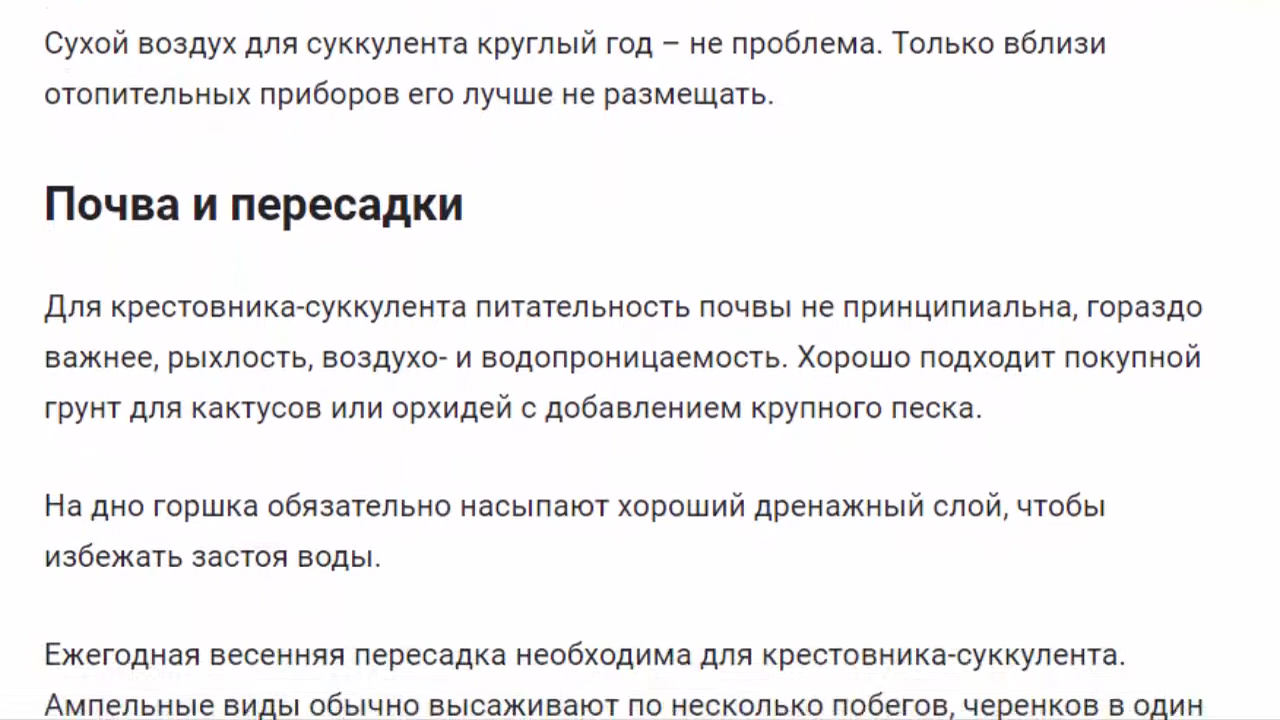 Сухой воздух для суккулента круглый год – не проблема. Только вблизи
отопительных приборов его лучше не размещать.
Почва и пересадки
Для крестовника-суккулента питательность почвы не принципиальна, гораздо
важнее, рыхлость, воздухо- и водопроницаемость. Хорошо подходит покупной
грунт для кактусов или орхидей с добавлением крупного песка.
На дно горшка обязательно насыпают хороший дренажный слой, чтобы
избежать застоя воды.
Ежегодная весенняя пересадка необходима для крестовника-суккулента.
Ампельные виды обычно высаживают по несколько побегов, черенков в один